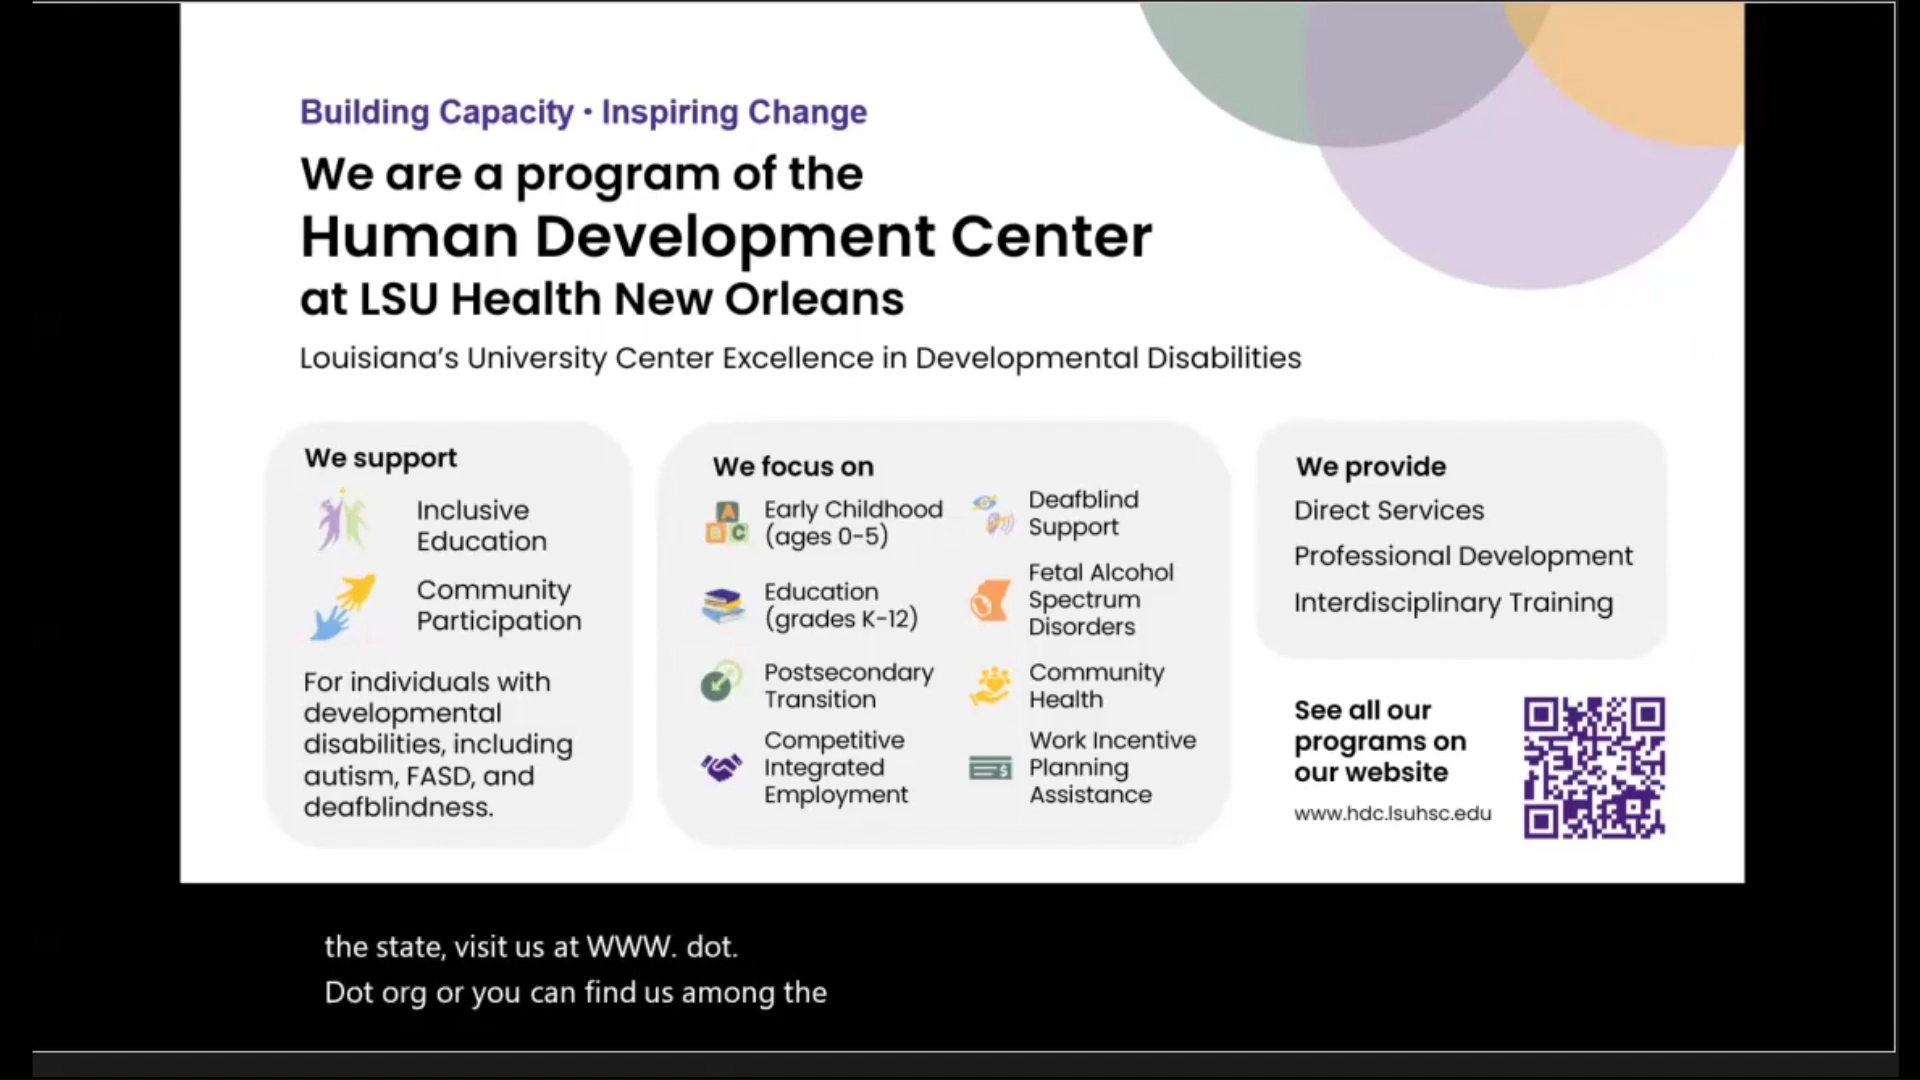 Building Capacity · Inspiring Change
We are a program of the
Human Development Center
at LSU Health New Orleans
Louisiana's University Center Excellence in Developmental Disabilities
We support
Inclusive
Education
Community
Participation
For individuals with
developmental
disabilities, including
autism, FASD, and
deafblindness.
We focus on
Early Childhood
(ages 0-5)
Education
(grades K-12)
Postsecondary
Transition
Competitive
Integrated
Employment
Deafblind
Support
Fetal Alcohol
Spectrum
Disorders
Community
Health
Work Incentive
Planning
Assistance
We provide
Direct Services
Professional Development
Interdisciplinary Training
See all our
programs on
our website
www.hdc.lsuhsc.edu
the state, visit us at WWW. dot.
Dot org or you can find us among the